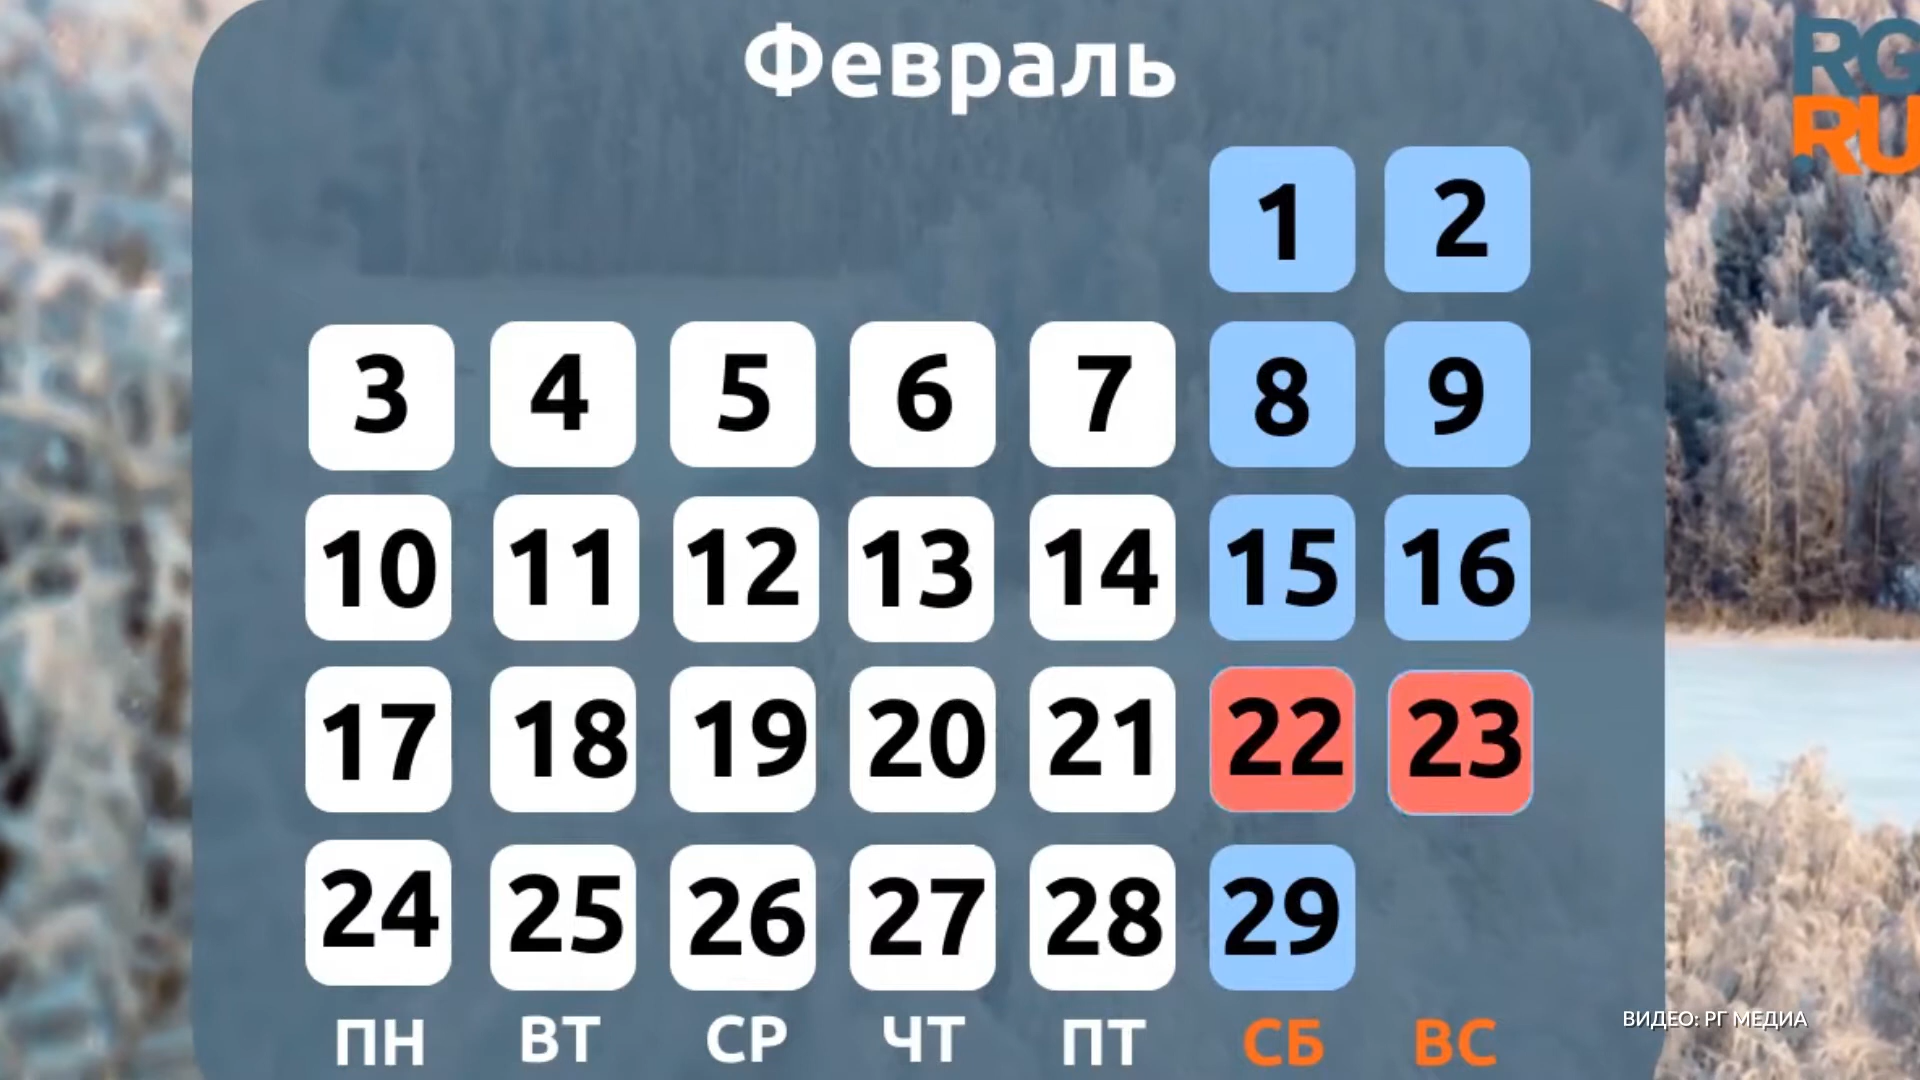 Февраль
RG
RU
1 2
3 4 5 6 7 8 9
10 11 12 13 14 15 16
17 18 19 20 21 22 23
24 25 26 27 28 29
ПН ВТ СР ЧТ ПТ СБ ВС
ВИДЕО: РГ МЕДИА